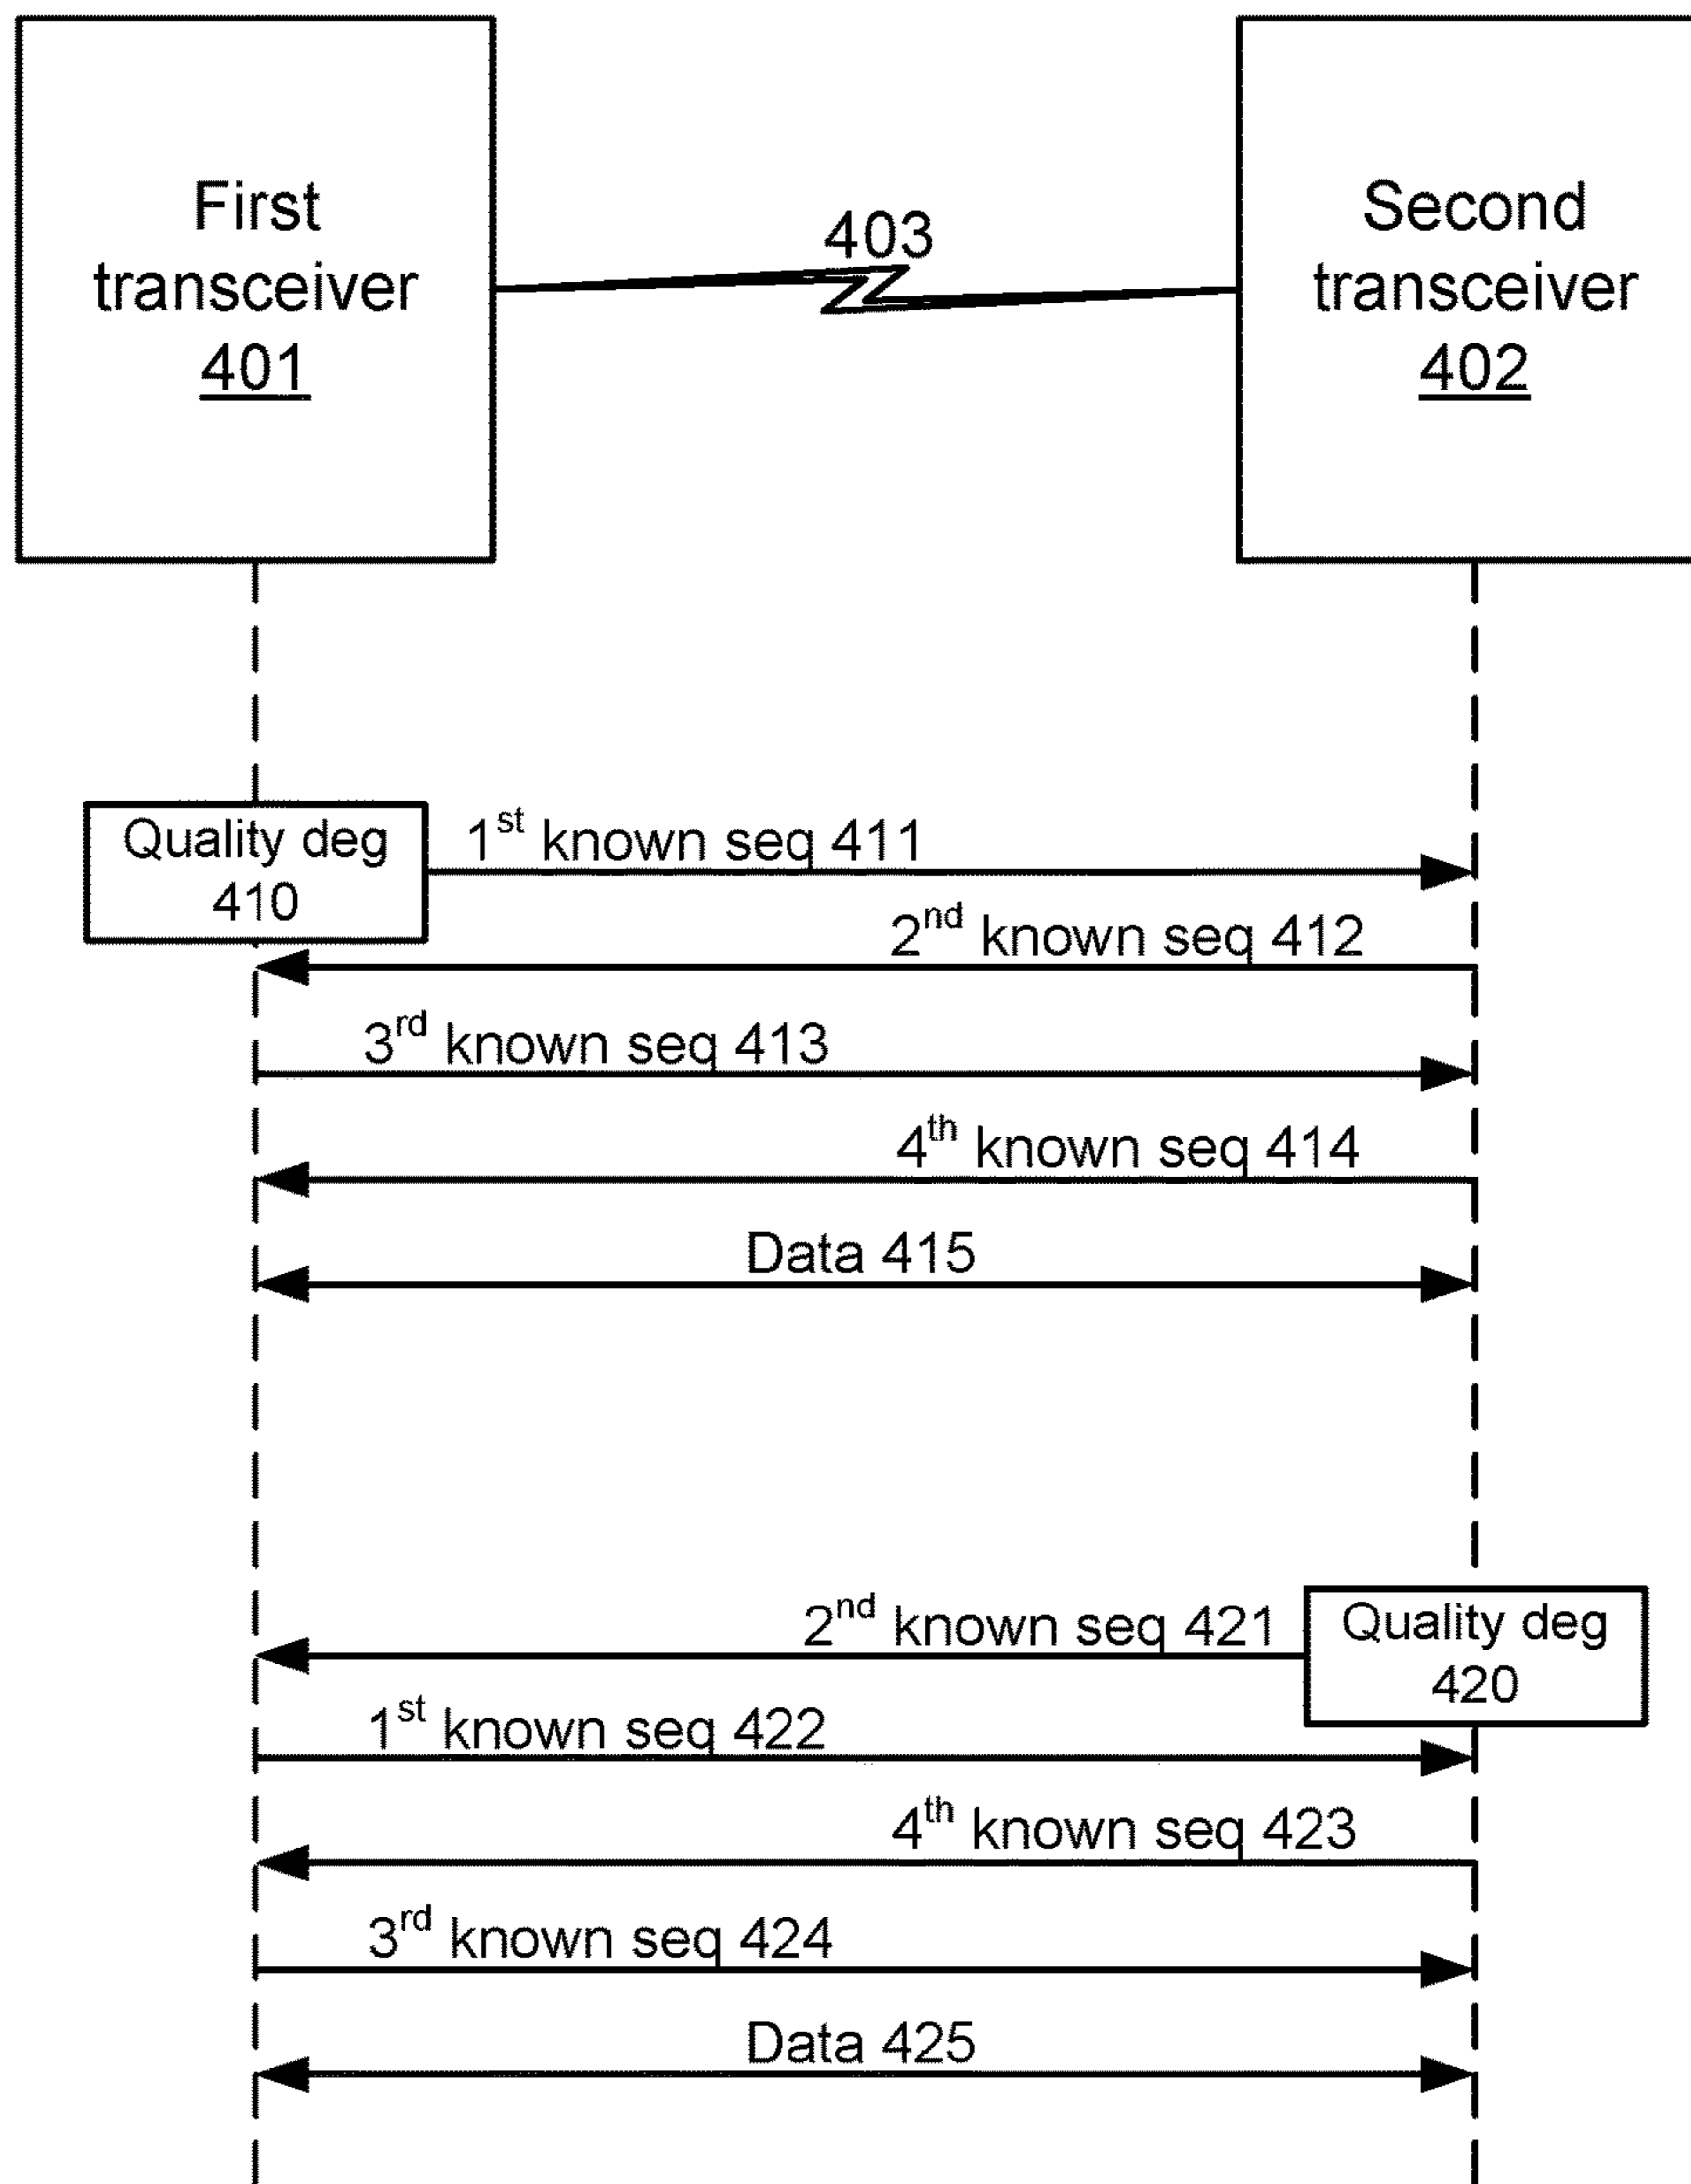 First
transceiver
401
403
Second
transceiver
402
Quality deg
410
1st known seq 411
2nd known seq 412
3rd known seq 413
4th known seq 414
Data 415
2nd known seq 421
Quality deg
420
1st known seq 422
4th known seq 423
3rd known seq 424
Data 425